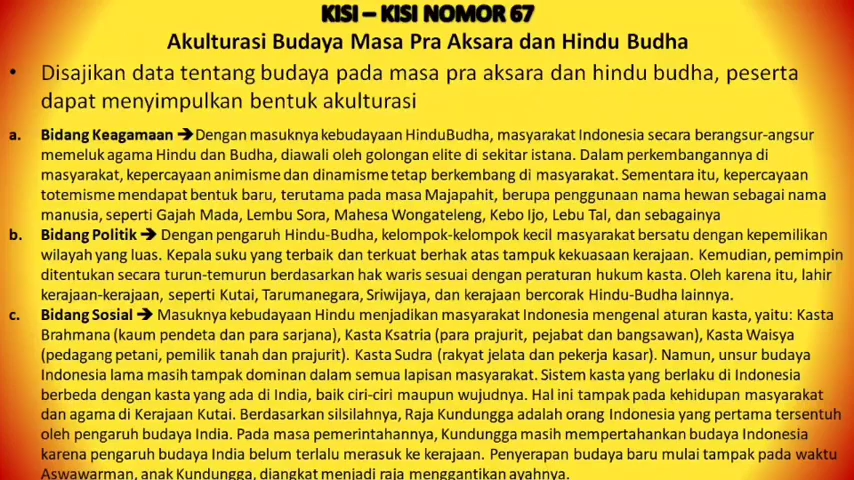 KISI – KISI NOMOR 67
Akulturasi Budaya Masa Pra Aksara dan Hindu Budha
• Disajikan data tentang budaya pada masa pra aksara dan hindu budha, peserta
dapat menyimpulkan bentuk akulturasi
a. Bidang Keagamaan ➔Dengan masuknya kebudayaan HinduBudha, masyarakat Indonesia secara berangsur-angsur
memeluk agama Hindu dan Budha, diawali oleh golongan elite di sekitar istana. Dalam perkembangannya di
masyarakat, kepercayaan animisme dan dinamisme tetap berkembang di masyarakat. Sementara itu, kepercayaan
totemisme mendapat bentuk baru, terutama pada masa Majapahit, berupa penggunaan nama hewan sebagai nama
manusia, seperti Gajah Mada, Lembu Sora, Mahesa Wongateleng, Kebo Ijo, Lebu Tal, dan sebagainya
b. Bidang Politik ➔ Dengan pengaruh Hindu-Budha, kelompok-kelompok kecil masyarakat bersatu dengan kepemilikan
wilayah yang luas. Kepala suku yang terbaik dan terkuat berhak atas tampuk kekuasaan kerajaan. Kemudian, pemimpin
ditentukan secara turun-temurun berdasarkan hak waris sesuai dengan peraturan hukum kasta. Oleh karena itu, lahir
kerajaan-kerajaan, seperti Kutai, Tarumanegara, Sriwijaya, dan kerajaan bercorak Hindu-Budha lainnya.
c. Bidang Sosial ➔ Masuknya kebudayaan Hindu menjadikan masyarakat Indonesia mengenal aturan kasta, yaitu: Kasta
Brahmana (kaum pendeta dan para sarjana), Kasta Ksatria (para prajurit, pejabat dan bangsawan), Kasta Waisya
(pedagang petani, pemilik tanah dan prajurit). Kasta Sudra (rakyat jelata dan pekerja kasar). Namun, unsur budaya
Indonesia lama masih tampak dominan dalam semua lapisan masyarakat. Sistem kasta yang berlaku di Indonesia
berbeda dengan kasta yang ada di India, baik ciri-ciri maupun wujudnya. Hal ini tampak pada kehidupan masyarakat
dan agama di Kerajaan Kutai. Berdasarkan silsilahnya, Raja Kundungga adalah orang Indonesia yang pertama tersentuh
oleh pengaruh budaya India. Pada masa pemerintahannya, Kundungga masih mempertahankan budaya Indonesia
karena pengaruh budaya India belum terlalu merasuk ke kerajaan. Penyerapan budaya baru mulai tampak pada waktu
Aswawarman, anak Kundungga, diangkat menjadi raja menggantikan ayahnya.